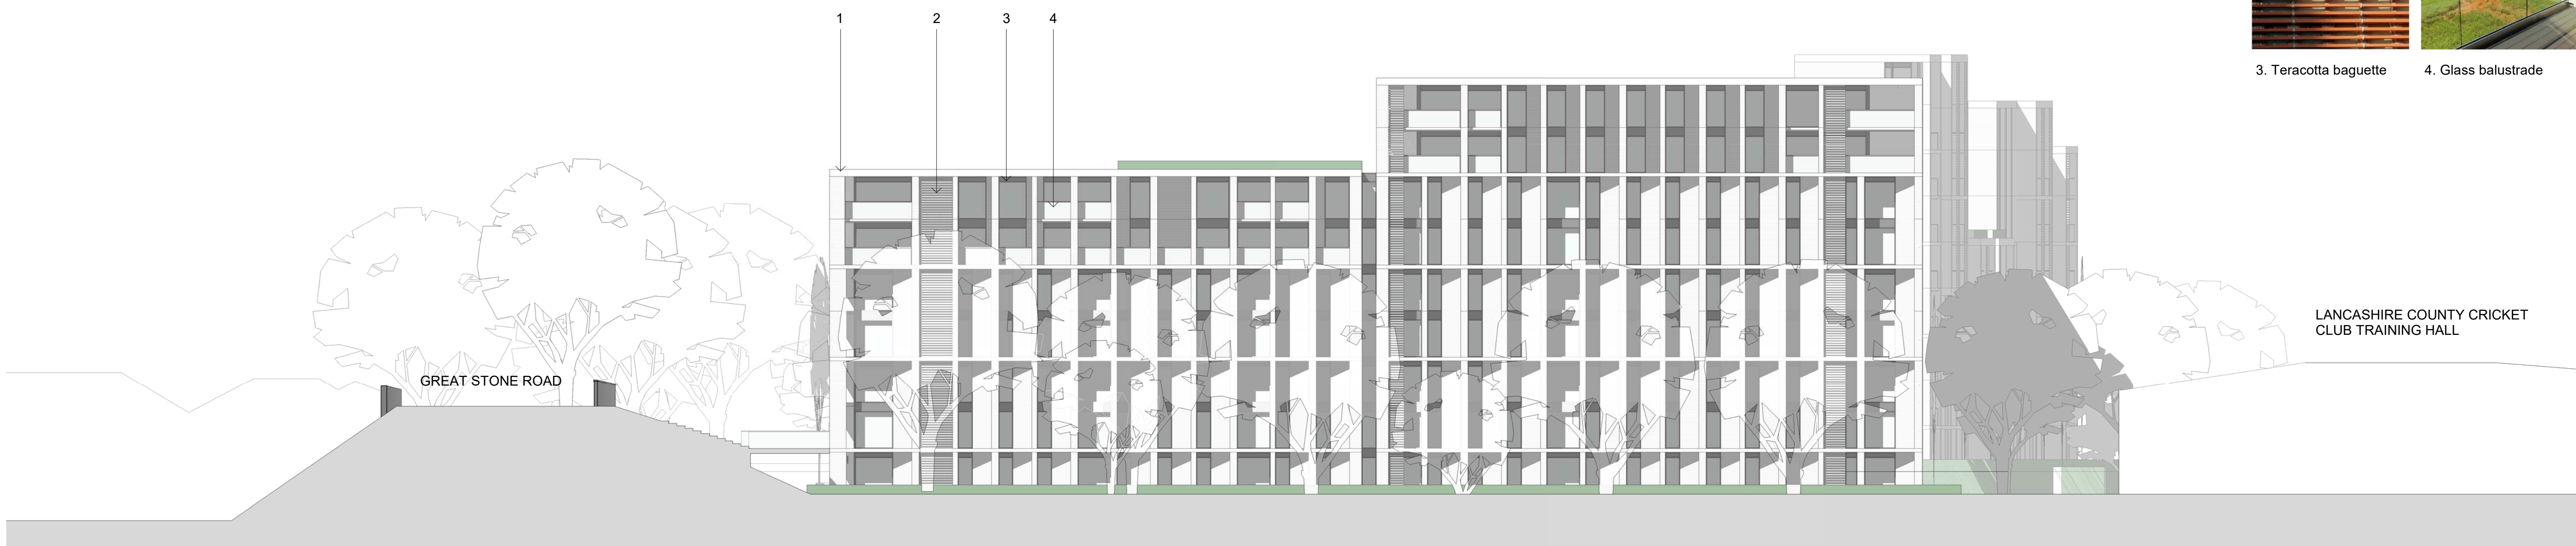 1
2
3
4
3. Teracotta baguette
4. Glass balustrade
LANCASHIRE COUNTY CRICKET
CLUB TRAINING HALL
GREAT STONE ROAD